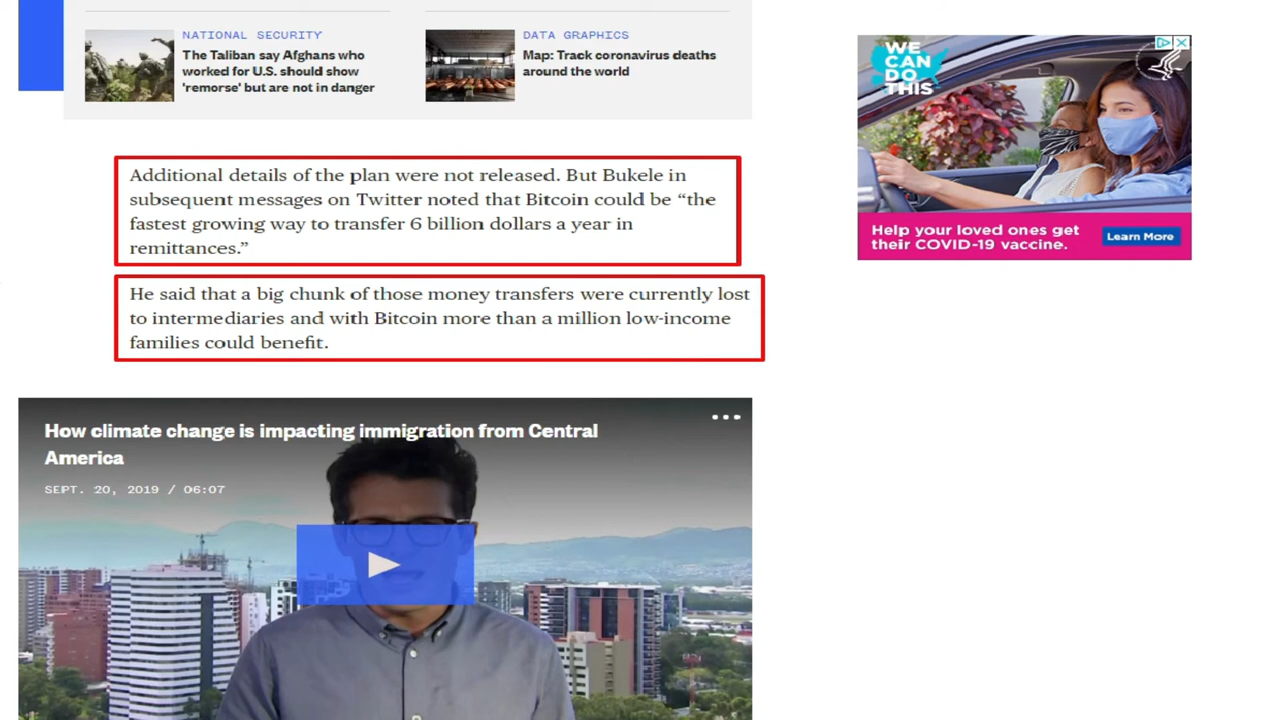 NATIONAL SECURITY
The Taliban say Afghans who
worked for U.S. should show
'remorse' but are not in danger
DATA GRAPHICS
Map: Track coronavirus deaths
around the world
WE
CAN
DO
THIS
Help your loved ones get
their COVID-19 vaccine.
Learn More
Additional details of the plan were not released. But Bukele in
subsequent messages on Twitter noted that Bitcoin could be “the
fastest growing way to transfer 6 billion dollars a year in
remittances.”
He said that a big chunk of those money transfers were currently lost
to intermediaries and with Bitcoin more than a million low-income
families could benefit.
How climate change is impacting immigration from Central
America
SEPT. 20, 2019 / 06:07